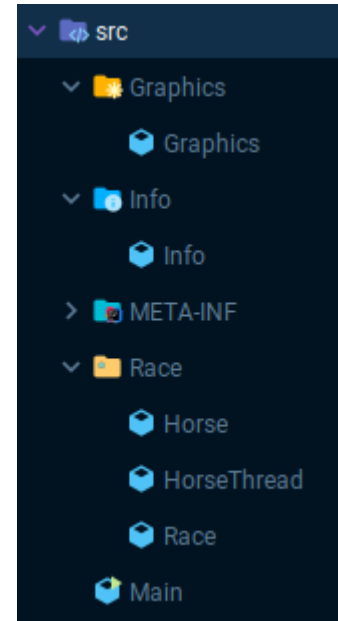 src
Graphics
Graphics
Info
Info
META-INF
Race
Horse
HorseThread
Race
Main